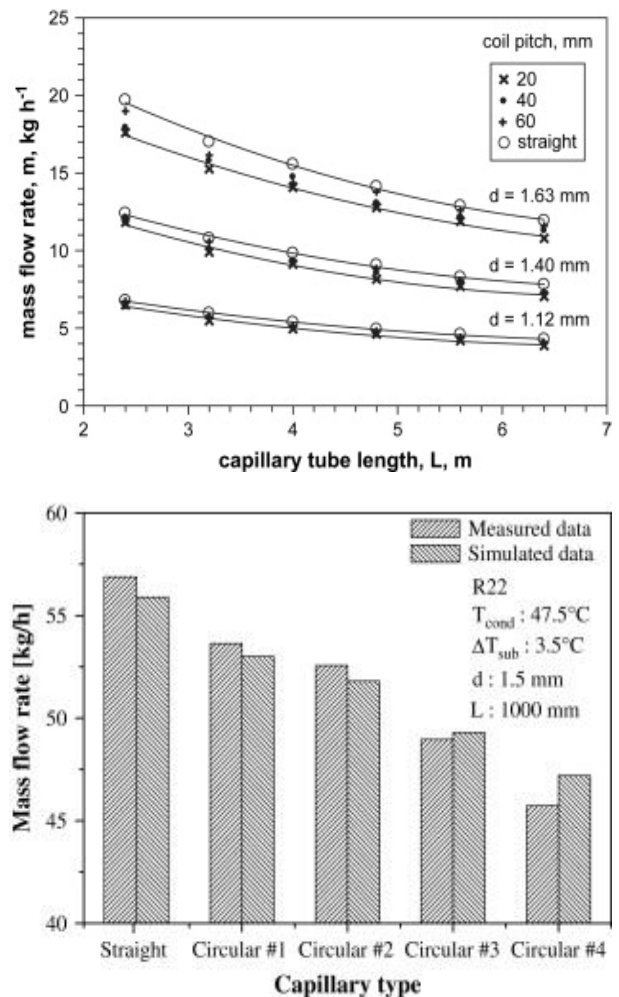 25
20
15
10
5
0
mass flow rate, m, kg h-1
coil pitch, mm
20
40
60
straight
d = 1.63 mm
d = 1.40 mm
d = 1.12 mm
2 3 4 5 6 7
capillary tube length, L, m
60
55
50
45
40
Mass flow rate [kg/h]
Measured data
Simulated data
R22
Tcond : 47.5°C
ΔTsub : 3.5°C
d : 1.5 mm
L : 1000 mm
Straight Circular #1 Circular #2 Circular #3 Circular #4
Capillary type